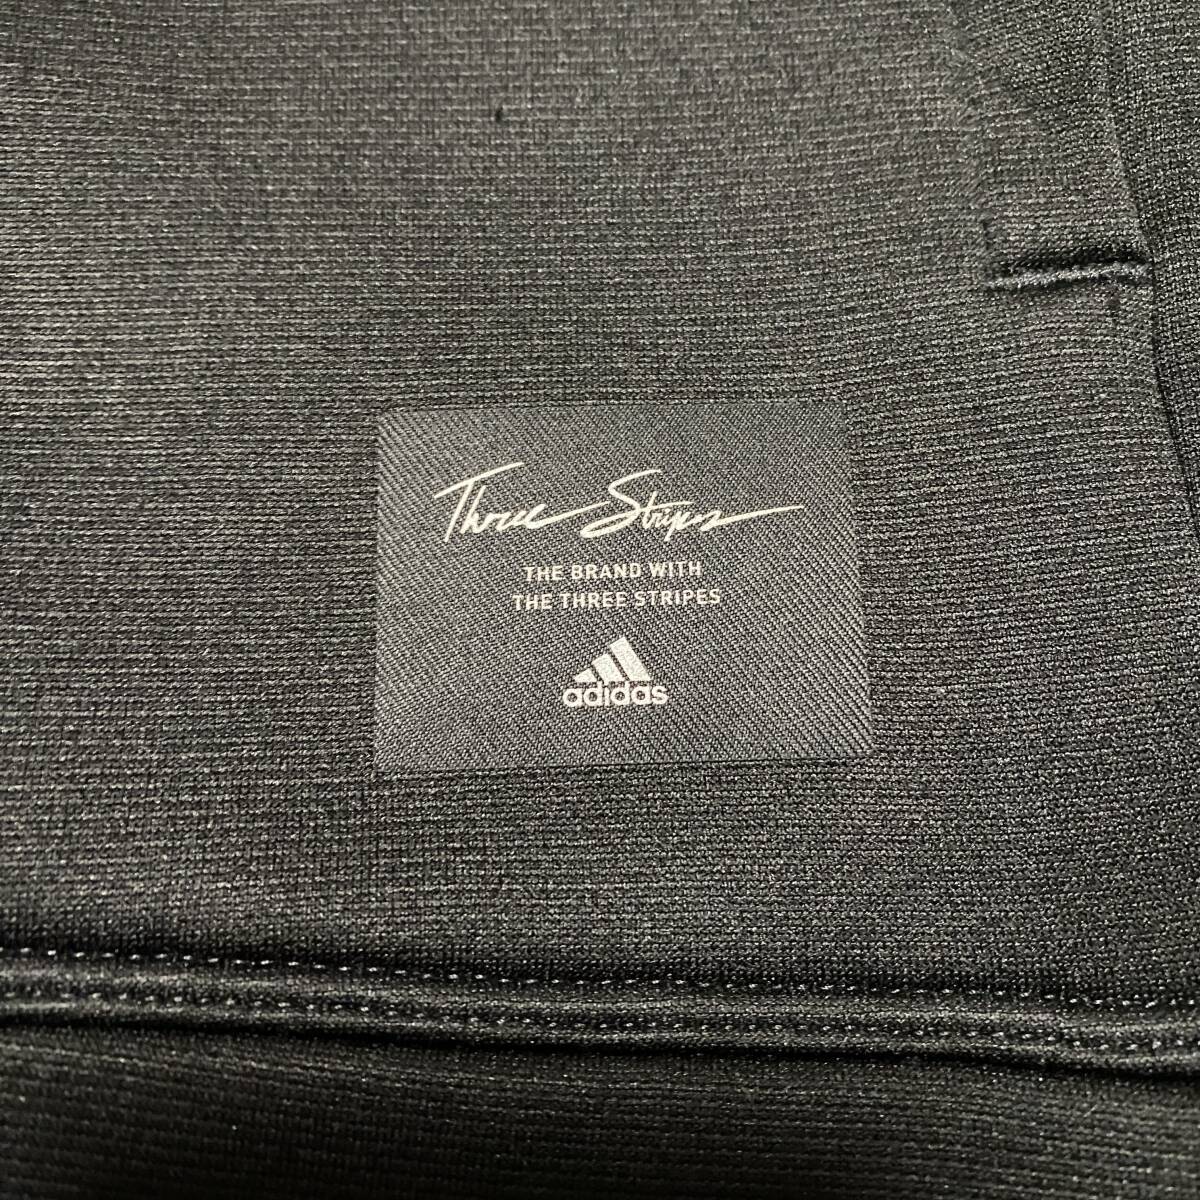 Three Stripes
THE BRAND WITH
THE THREE STRIPES
adidas